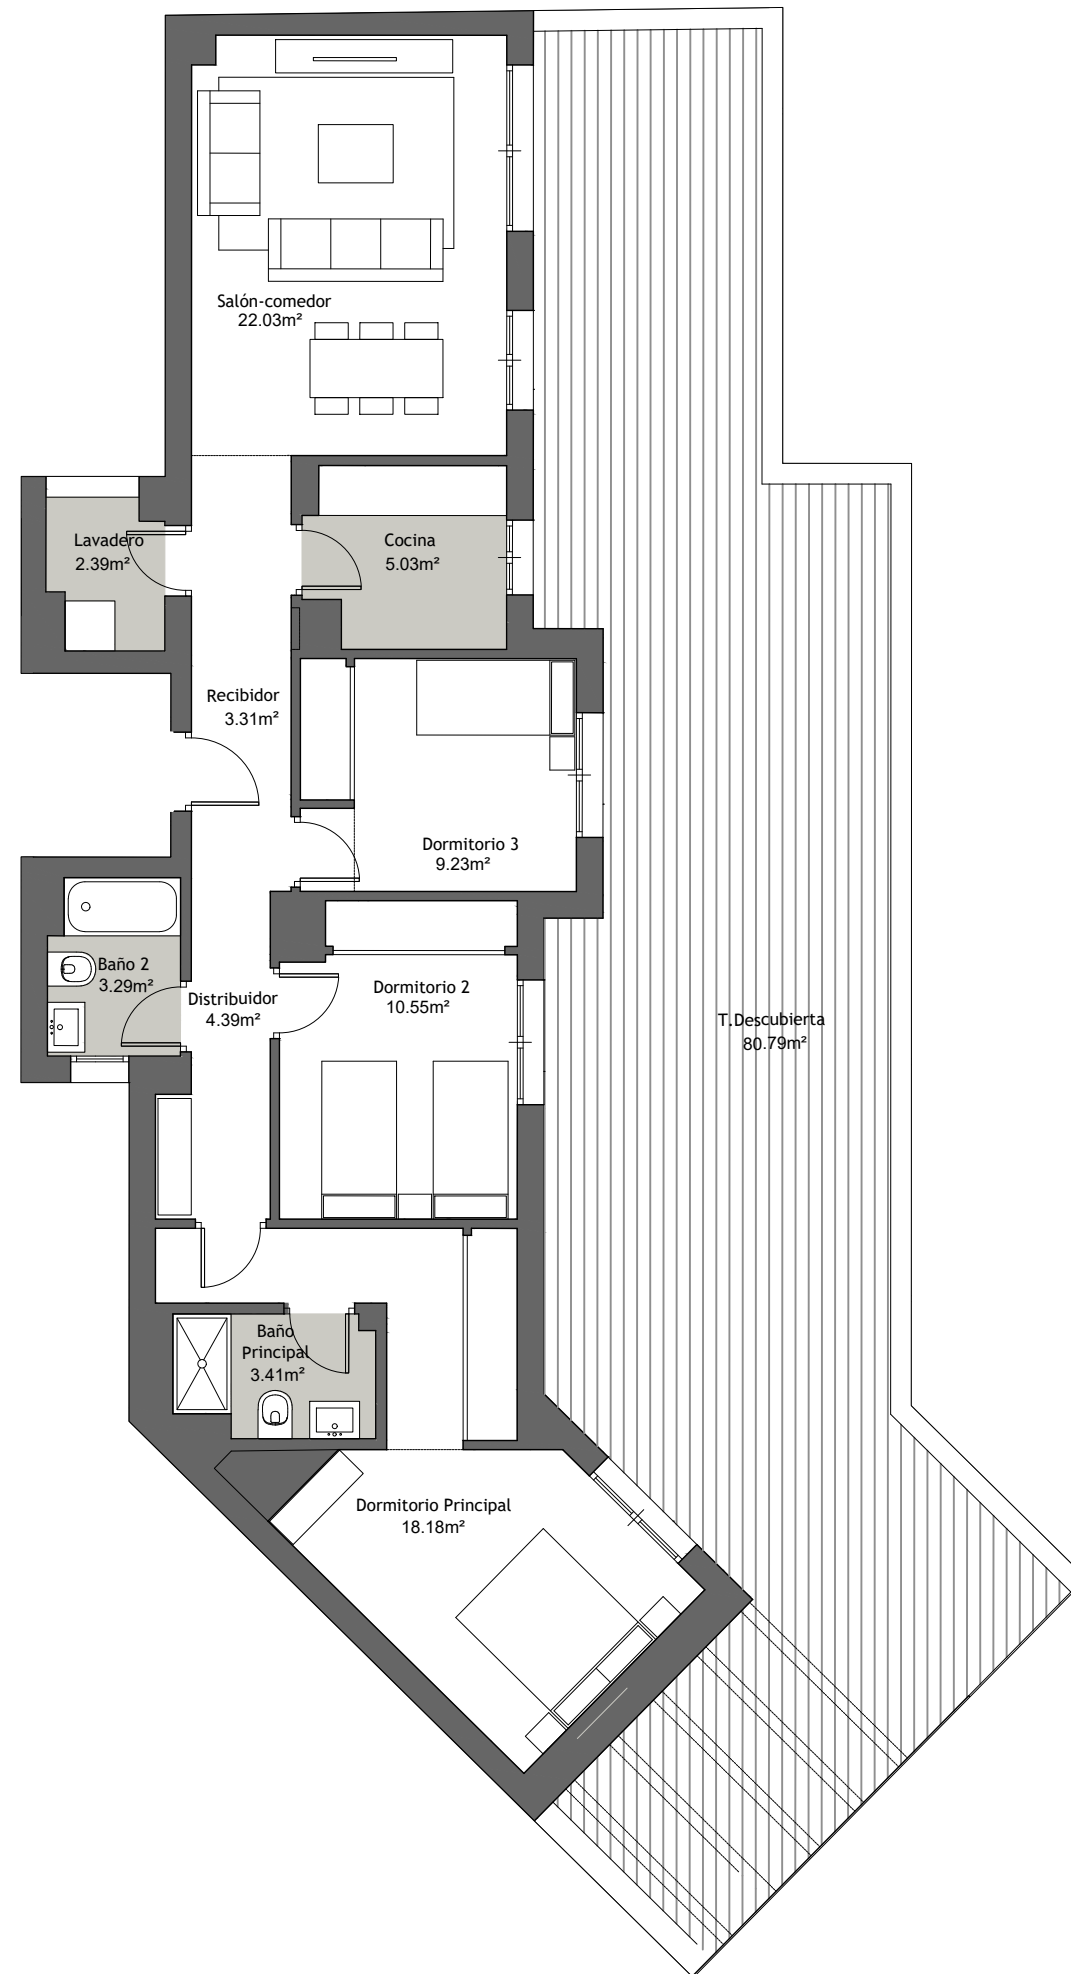 Salón-comedor
22.03m²
Lavadero
2.39m²
Cocina
5.03m²
Recibidor
3.31m²
Dormitorio 3
9.23m²
Baño 2
3.29m²
Distribuidor
4.39m²
Dormitorio 2
10.55m²
T.Descubierta
80.79m²
Baño
Principal
3.41m²
Dormitorio Principal
18.18m²